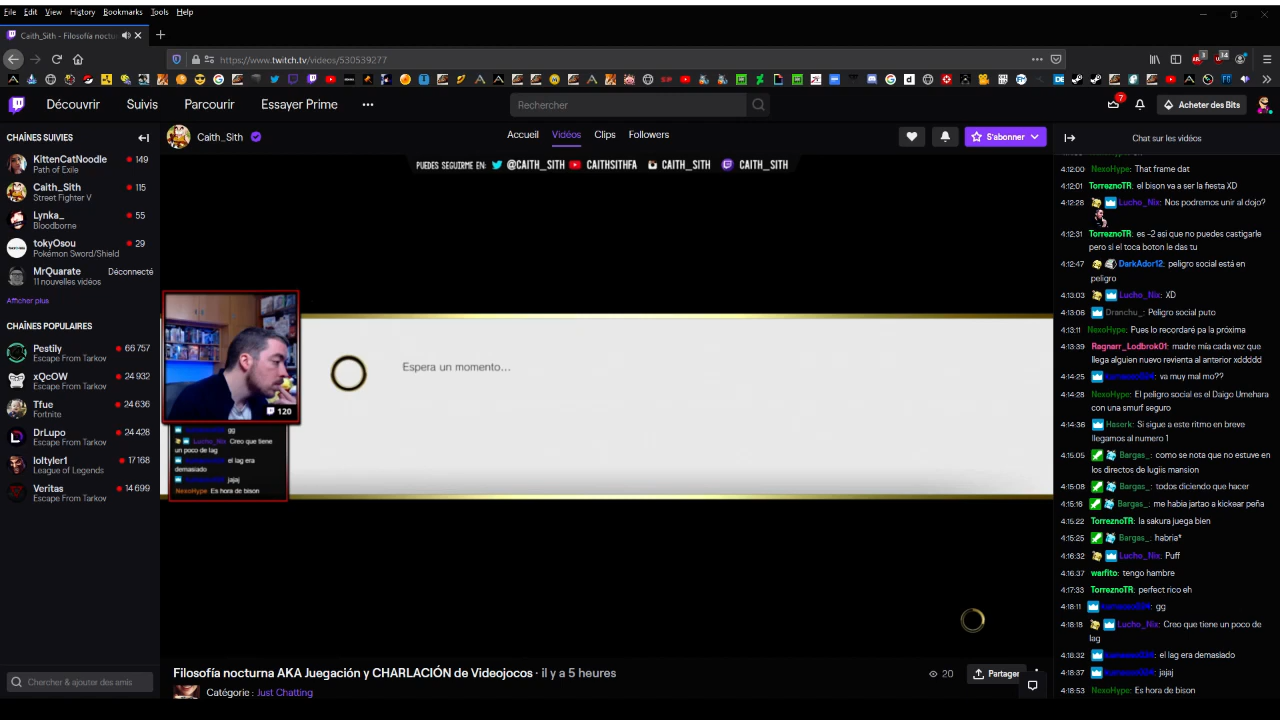 File Edit View History Bookmarks Tools Help
Caith_Sith - Filosofía noctu
https://www.twitch.tv/videos/530539277
Découvrir Suivis Parcourir Essayer Prime
Rechercher
7
Acheter des Bits
CHAÎNES SUIVIES
KittenCatNoodle 149
Path of Exile
Caith_Sith 115
Street Fighter V
Lynka_ 55
Bloodborne
tokyOsou 29
Pokémon Sword/Shield
MrQuarate Déconnecté
11 nouvelles vidéos
Afficher plus
CHAÎNES POPULAIRES
Pestily 66 757
Escape From Tarkov
xQcOW 24 932
Escape From Tarkov
Tfue 24 636
Fortnite
DrLupo 24 428
Escape From Tarkov
loltyler1 17 168
League of Legends
Veritas 14 699
Escape From Tarkov
Chercher & ajouter des amis
Caith_Sith
Accueil Vidéos Clips Followers
S'abonner
PUEDES SEGUIRME EN: @CAITH_SITH CAITHSITHFA CAITH_SITH CAITH_SITH
Espera un momento...
120
gg
Lucho_Nix Creo que tiene
un poco de lag
el lag era
demasiado
jajaj
NexoHype Es hora de bison
Filosofía nocturna AKA Juegación y CHARLACIÓN de Videojocos · il y a 5 heures
20
Partager
Catégorie : Just Chatting
Chat sur les vidéos
4:12:00 NexoHype: That frame dat
4:12:01 TorreznoTR: el bison va a ser la fiesta XD
4:12:28 Lucho_Nix: Nos podremos unir al dojo?
4:12:31 TorreznoTR: es -2 asi que no puedes castigarle
pero si el toca boton le das tu
4:12:47 DarkAdor12: peligro social está en
peligro
4:13:03 Lucho_Nix: XD
4:13:06 Dranchu_: Peligro social puto
4:13:11 NexoHype: Pues lo recordaré pa la próxima
4:13:39 Ragnarr_Lodbrok01: madre mía cada vez que
llega alguien nuevo revienta al anterior xddddd
4:14:25 va muy mal mo??
4:14:28 NexoHype: El peligro social es el Daigo Umehara
con una smurf seguro
4:14:36 Hasork: Si sigue a este ritmo en breve
llegamos al numero 1
4:15:05 Bargas_: como se nota que no estuve en
los directos de lugiis mansion
4:15:08 Bargas_: todos diciendo que hacer
4:15:16 Bargas_: me habia jartao a kickear peña
4:15:22 TorreznoTR: la sakura juega bien
4:15:25 Bargas_: habria*
4:16:32 Lucho_Nix: Puff
4:16:37 warfito: tengo hambre
4:17:33 TorreznoTR: perfect rico eh
4:18:11 gg
4:18:18 Lucho_Nix: Creo que tiene un poco de
lag
4:18:32 el lag era demasiado
4:18:37 jajaj
4:18:53 NexoHype: Es hora de bison